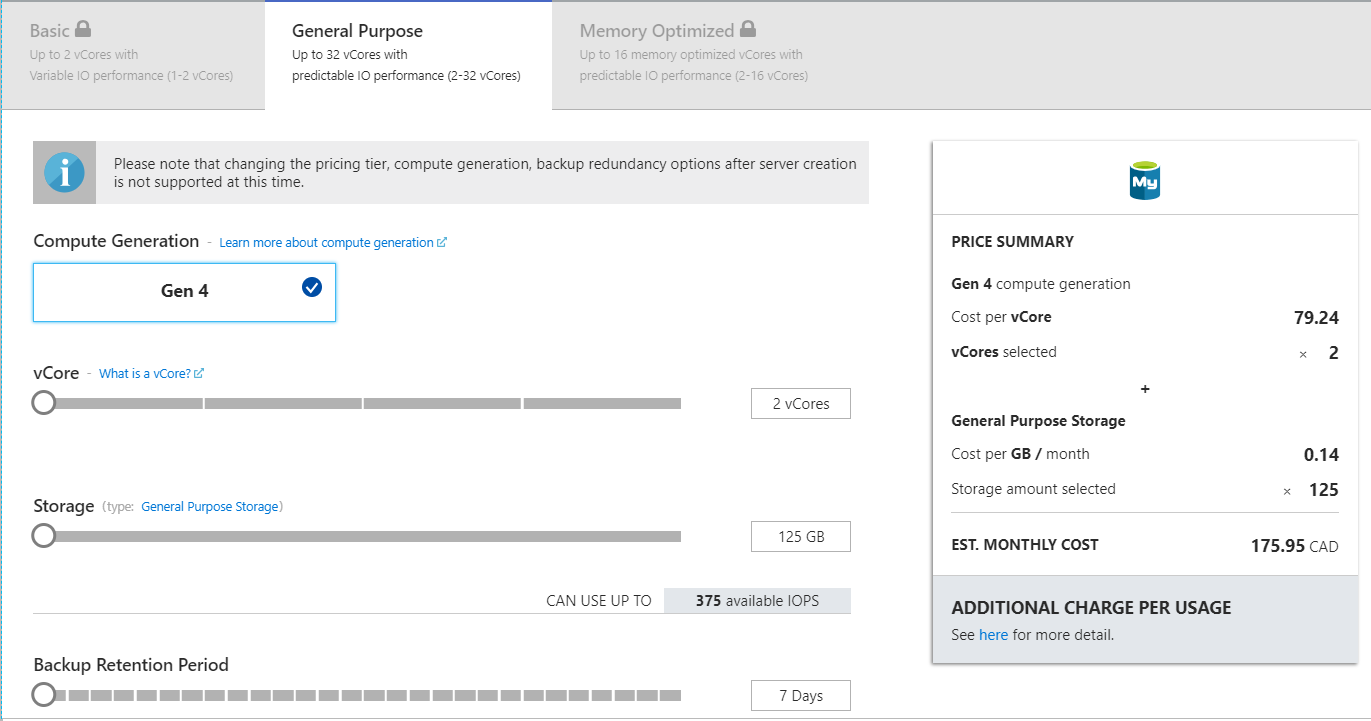 Basic
Up to 2 vCores with
Variable IO performance (1-2 vCores)
General Purpose
Up to 32 vCores with
predictable IO performance (2-32 vCores)
Memory Optimized
Up to 16 memory optimized vCores with
predictable IO performance (2-16 vCores)
Please note that changing the pricing tier, compute generation, backup redundancy options after server creation
is not supported at this time.
Compute Generation - Learn more about compute generation
Gen 4
vCore - What is a vCore?
2 vCores
Storage (type: General Purpose Storage)
125 GB
CAN USE UP TO 375 available IOPS
Backup Retention Period
7 Days
My
PRICE SUMMARY
Gen 4 compute generation
Cost per vCore 79.24
vCores selected × 2
+
General Purpose Storage
Cost per GB / month 0.14
Storage amount selected × 125
EST. MONTHLY COST 175.95 CAD
ADDITIONAL CHARGE PER USAGE
See here for more detail.